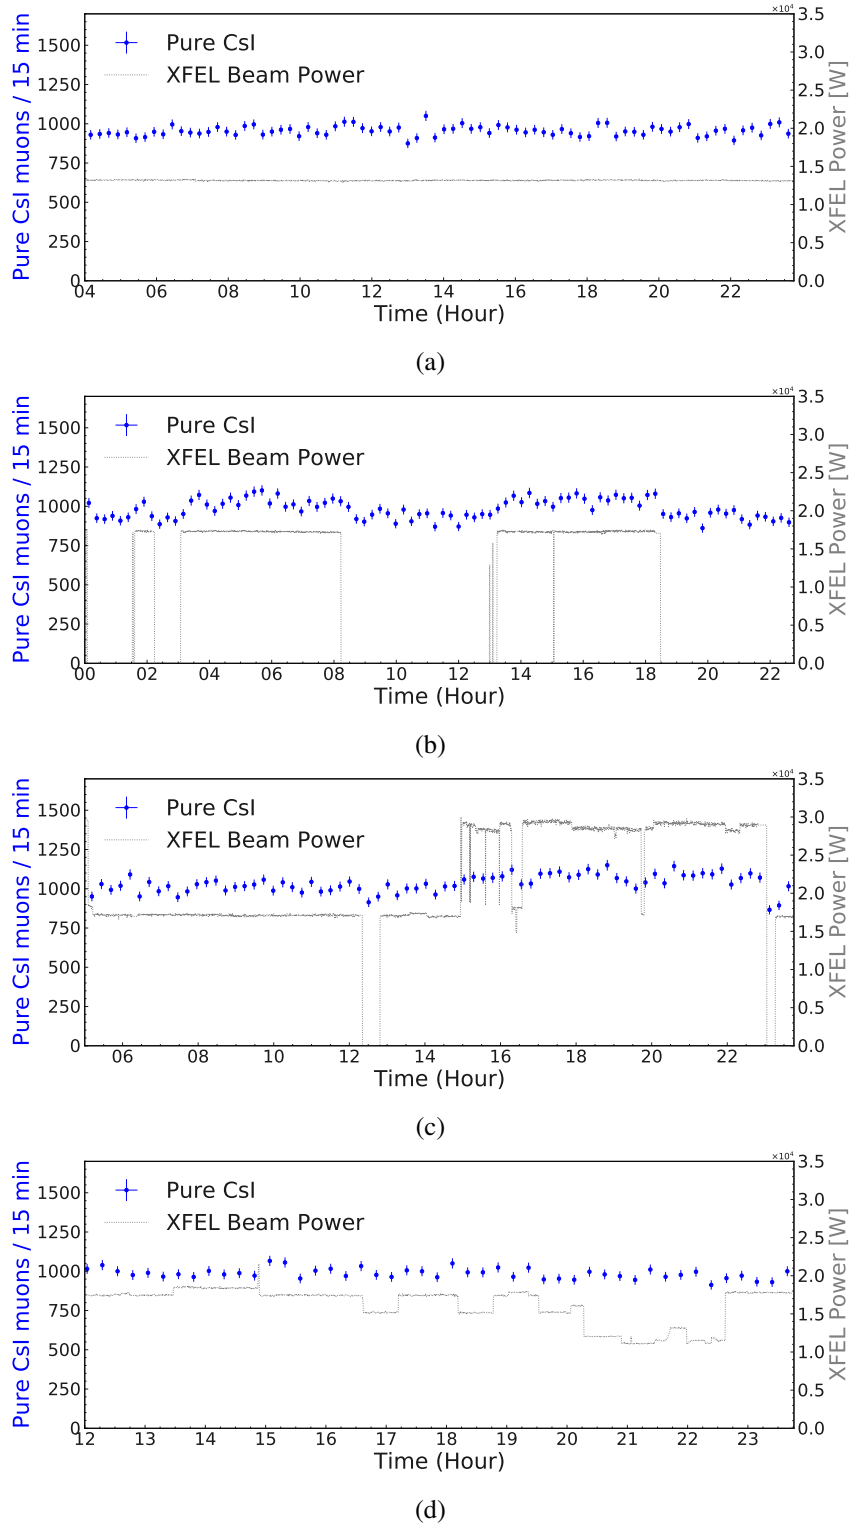 ×10⁴
Pure CsI muons / 15 min
1500
1250
1000
750
500
250
0
Pure CsI
XFEL Beam Power
3.5
3.0
2.5
2.0
1.5
1.0
0.5
0.0
XFEL Power [W]
04 06 08 10 12 14 16 18 20 22
Time (Hour)
(a)
×10⁴
Pure CsI muons / 15 min
1500
1250
1000
750
500
250
0
Pure CsI
XFEL Beam Power
3.5
3.0
2.5
2.0
1.5
1.0
0.5
0.0
XFEL Power [W]
00 02 04 06 08 10 12 14 16 18 20 22
Time (Hour)
(b)
×10⁴
Pure CsI muons / 15 min
1500
1250
1000
750
500
250
0
Pure CsI
XFEL Beam Power
3.5
3.0
2.5
2.0
1.5
1.0
0.5
0.0
XFEL Power [W]
06 08 10 12 14 16 18 20 22
Time (Hour)
(c)
×10⁴
Pure CsI muons / 15 min
1500
1250
1000
750
500
250
0
Pure CsI
XFEL Beam Power
3.5
3.0
2.5
2.0
1.5
1.0
0.5
0.0
XFEL Power [W]
12 13 14 15 16 17 18 19 20 21 22 23
Time (Hour)
(d)